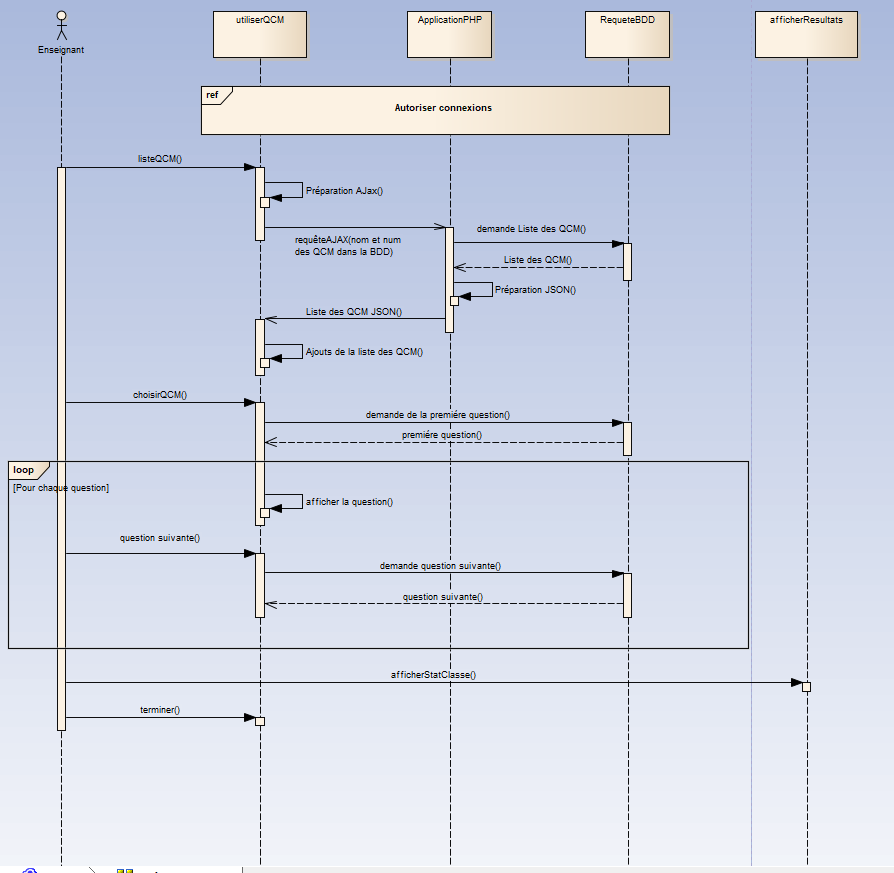 Enseignant
utiliserQCM
ApplicationPHP
RequeteBDD
afficherResultats
ref
Autoriser connexions
listeQCM()
Préparation AJax()
requêteAJAX(nom et num
des QCM dans la BDD)
demande Liste des QCM()
Liste des QCM()
Préparation JSON()
Liste des QCM JSON()
Ajouts de la liste des QCM()
choisirQCM()
demande de la premiére question()
premiére question()
loop
[Pour chaque question]
afficher la question()
question suivante()
demande question suivante()
question suivante()
afficherStatClasse()
terminer()